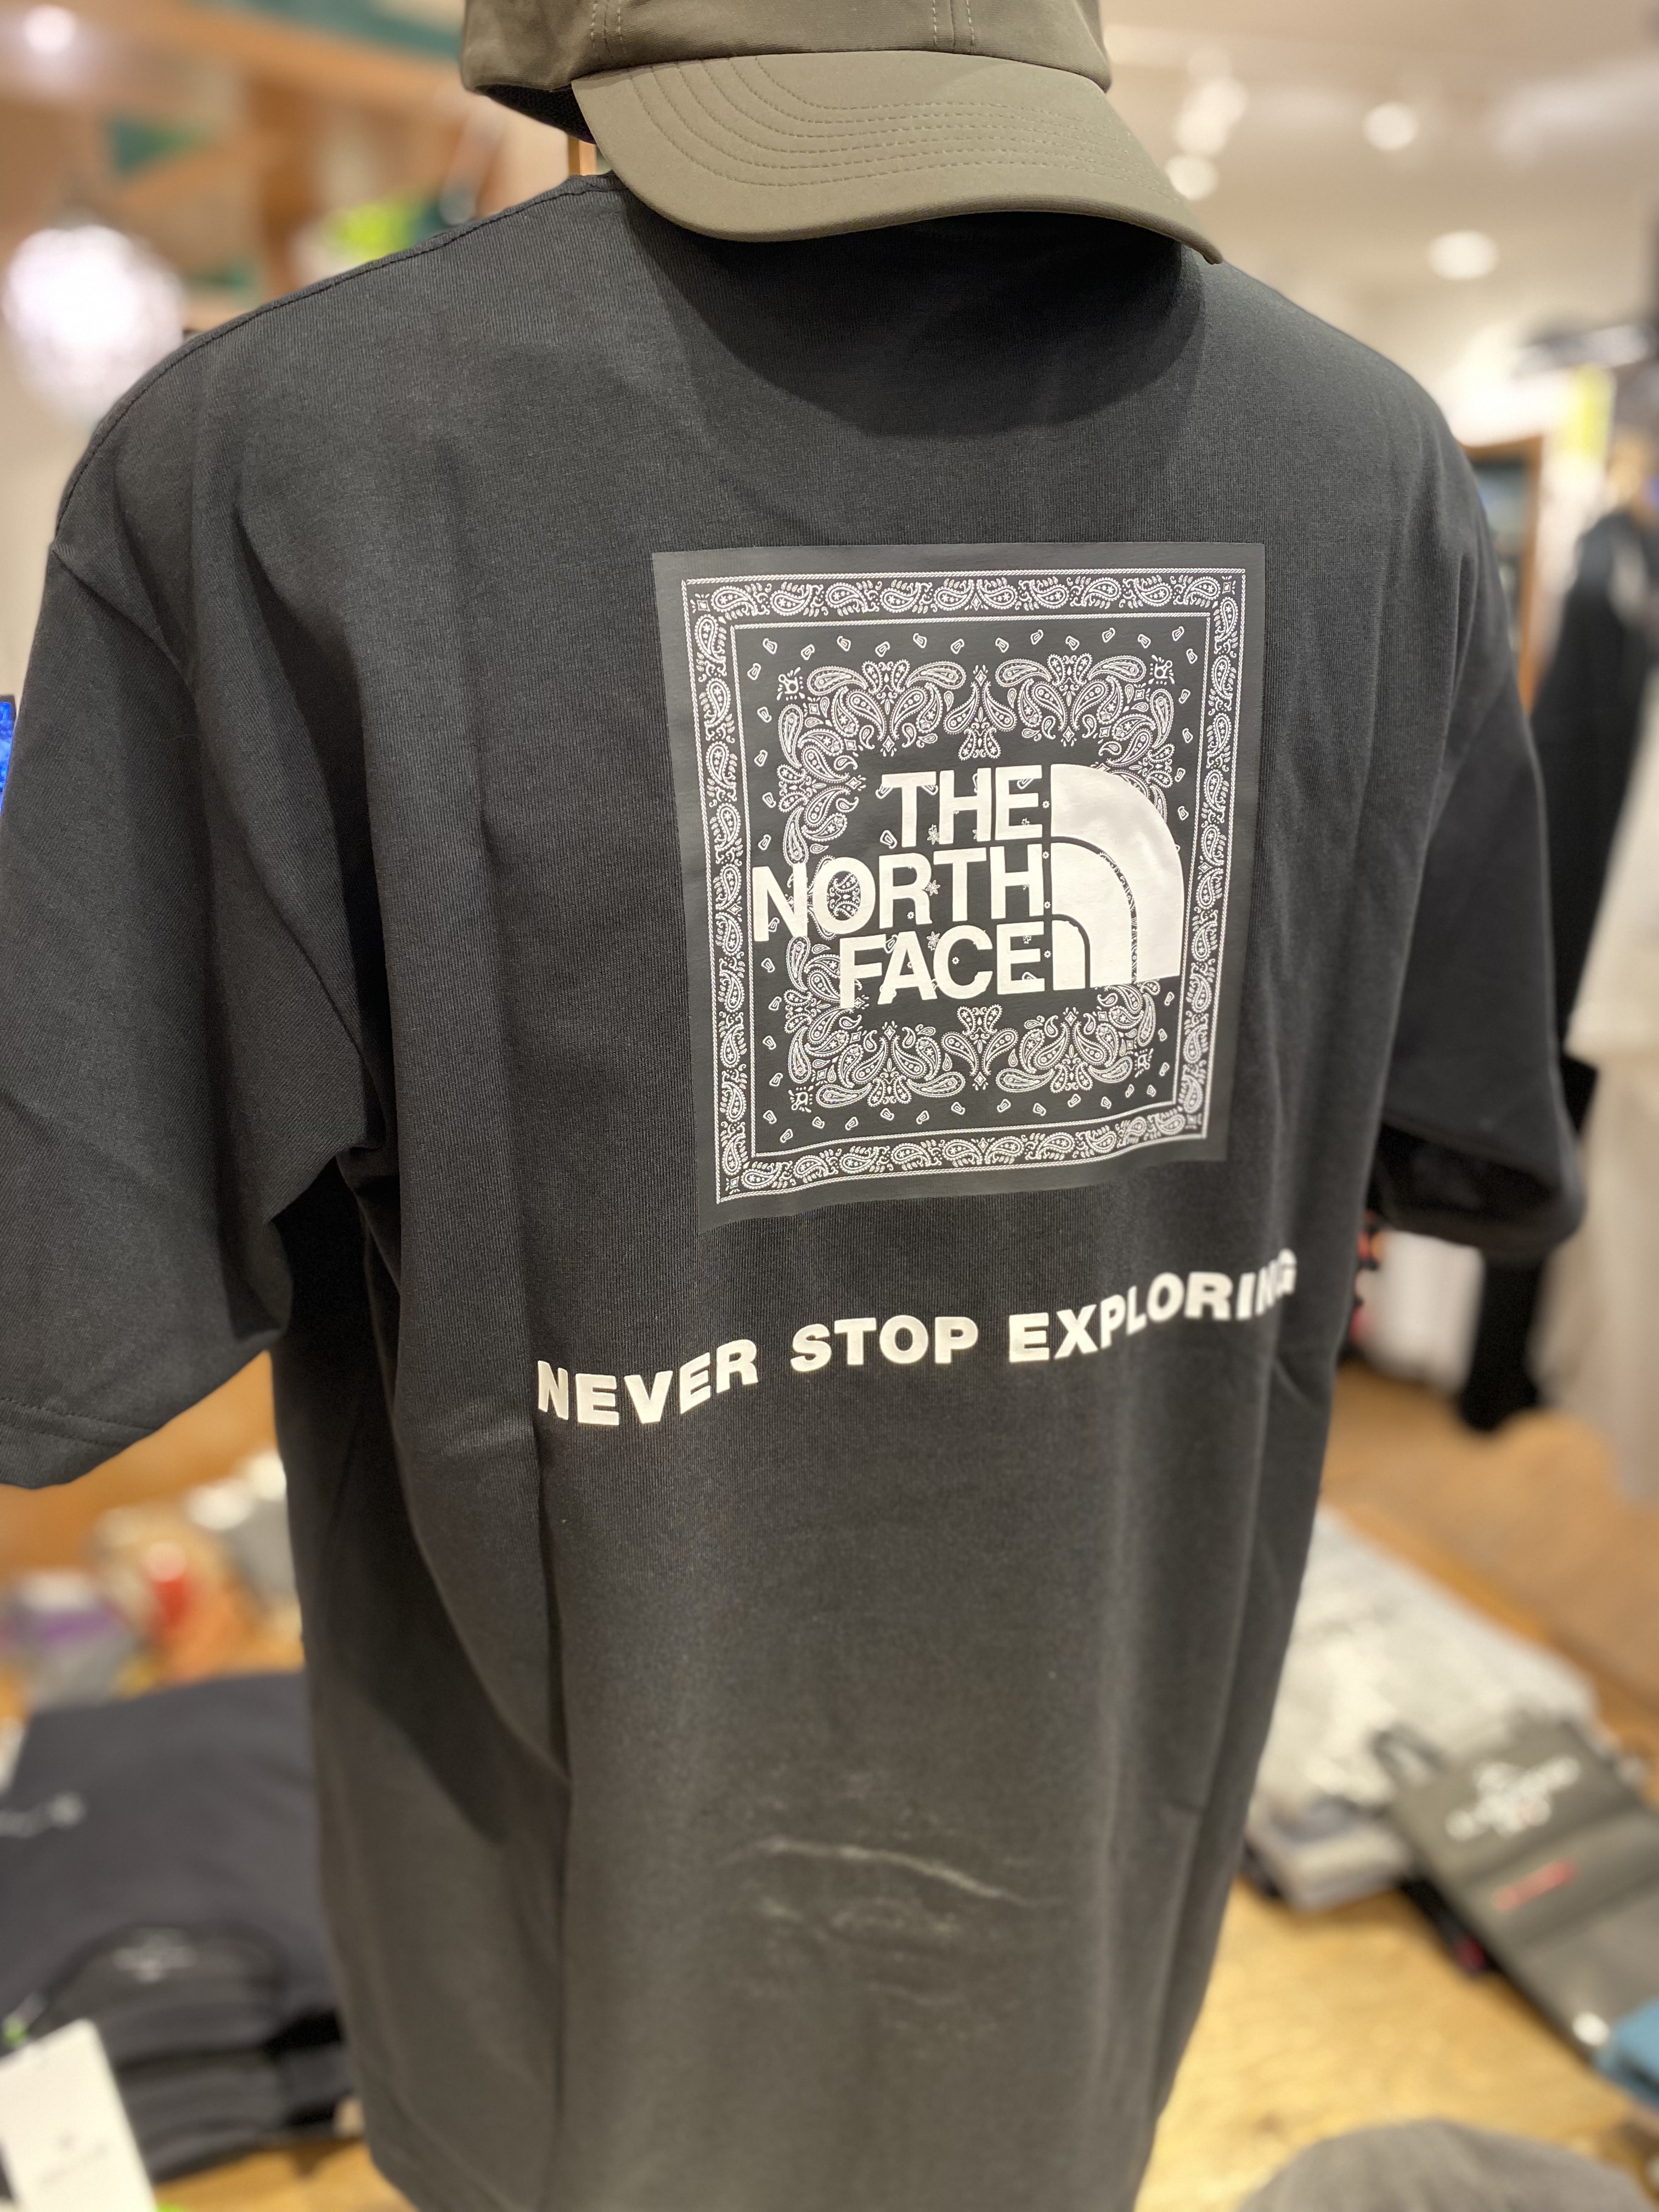 THE
NORTH
FACE
NEVER STOP EXPLORING